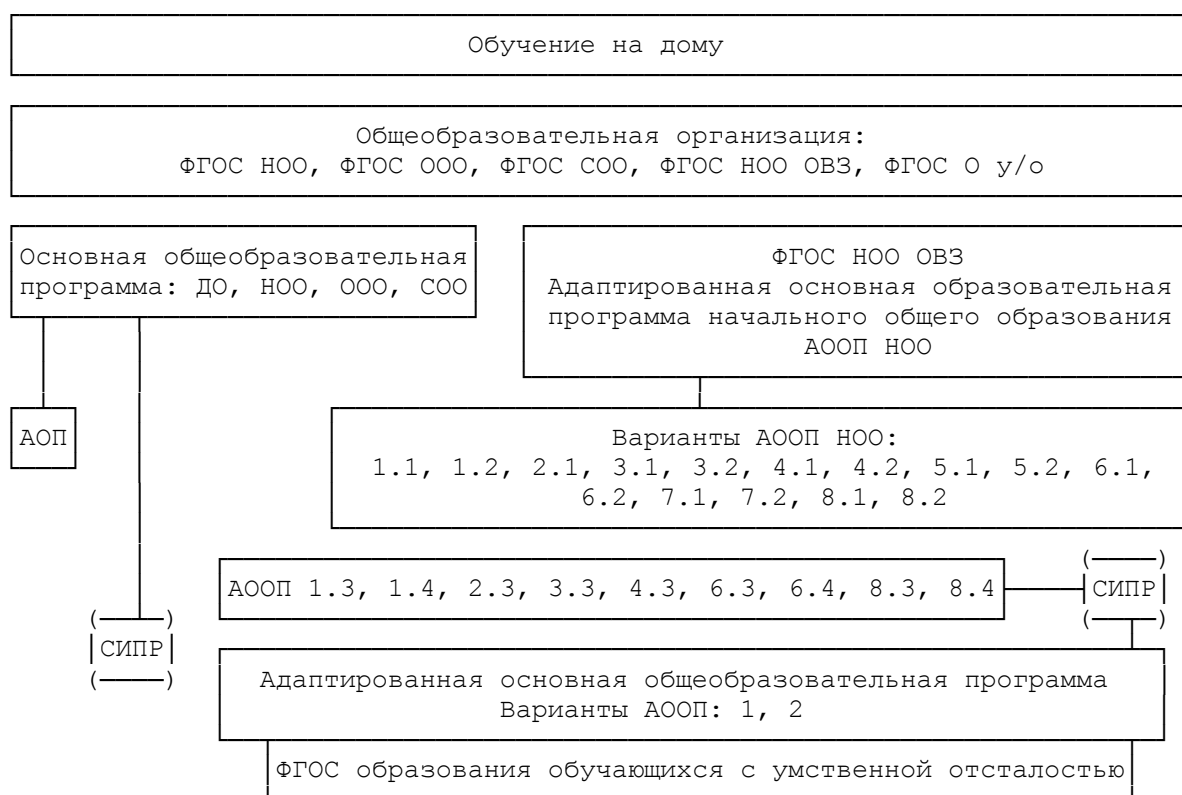 Обучение на дому
Общеобразовательная организация:
ФГОС НОО, ФГОС ООО, ФГОС СОО, ФГОС НОО ОВЗ, ФГОС О у/о
Основная общеобразовательная
программа: ДО, НОО, ООО, СОО
ФГОС НОО ОВЗ
Адаптированная основная образовательная
программа начального общего образования
АООП НОО
АОП
Варианты АООП НОО:
1.1, 1.2, 2.1, 3.1, 3.2, 4.1, 4.2, 5.1, 5.2, 6.1,
6.2, 7.1, 7.2, 8.1, 8.2
АООП 1.3, 1.4, 2.3, 3.3, 4.3, 6.3, 6.4, 8.3, 8.4
СИПР
СИПР
Адаптированная основная общеобразовательная программа
Варианты АООП: 1, 2
ФГОС образования обучающихся с умственной отсталостью